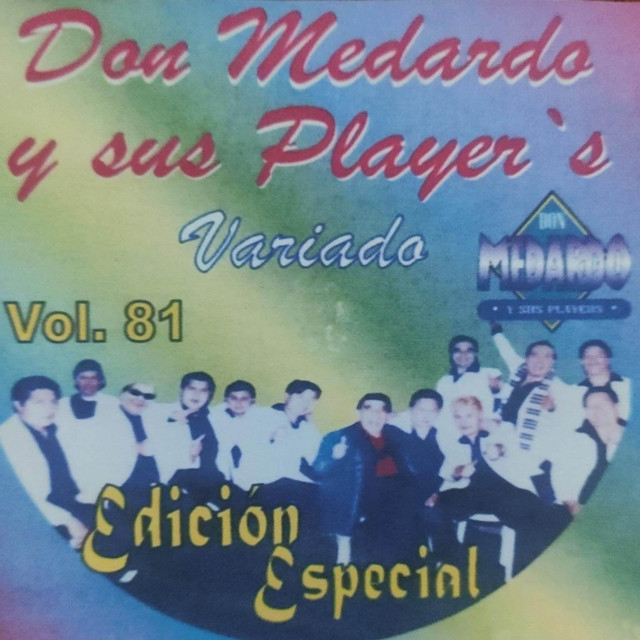 Don Medardo
y sus Player`s
Variado
DON
MEDARDO
• Y SUS PLAYERS •
Vol. 81
Edición
Especial